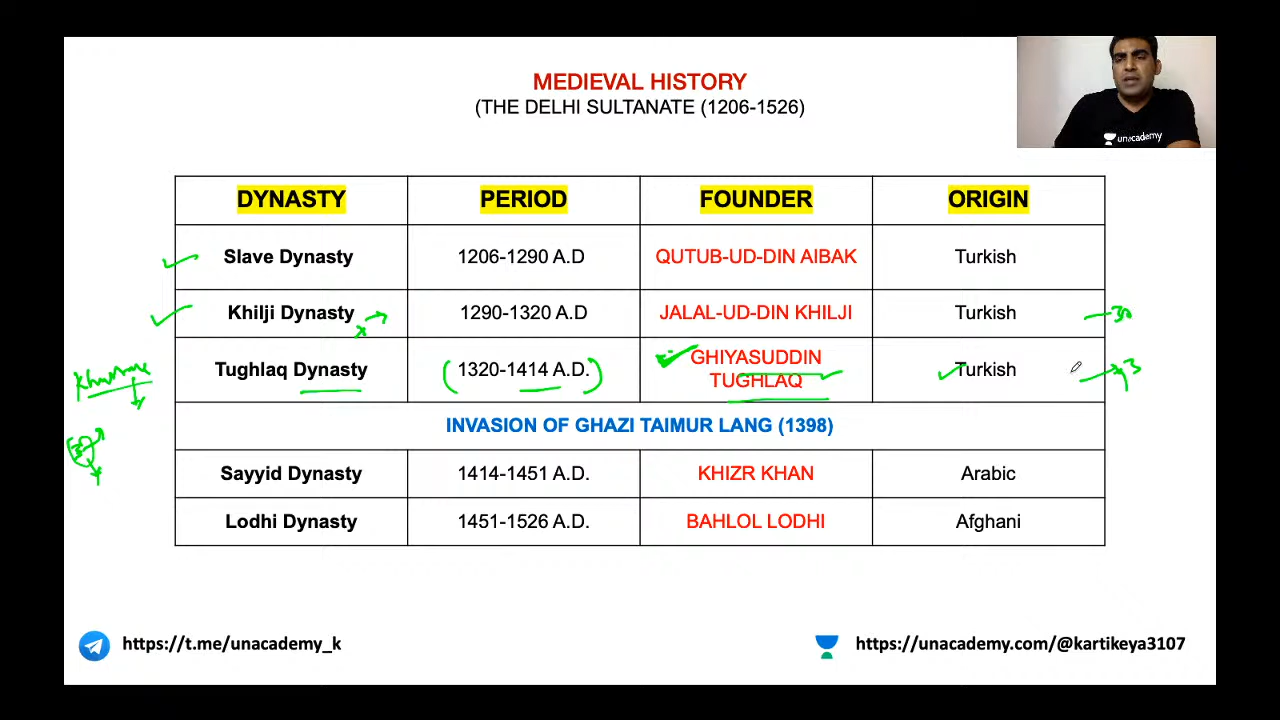 MEDIEVAL HISTORY
(THE DELHI SULTANATE (1206-1526)
unacademy
DYNASTY PERIOD FOUNDER ORIGIN
Slave Dynasty 1206-1290 A.D QUTUB-UD-DIN AIBAK Turkish
Khilji Dynasty 1290-1320 A.D JALAL-UD-DIN KHILJI Turkish 30
Tughlaq Dynasty (1320-1414 A.D.) GHIYASUDDIN
TUGHLAQ Turkish
INVASION OF GHAZI TAIMUR LANG (1398)
Sayyid Dynasty 1414-1451 A.D. KHIZR KHAN Arabic
Lodhi Dynasty 1451-1526 A.D. BAHLOL LODHI Afghani
https://t.me/unacademy_k https://unacademy.com/@kartikeya3107